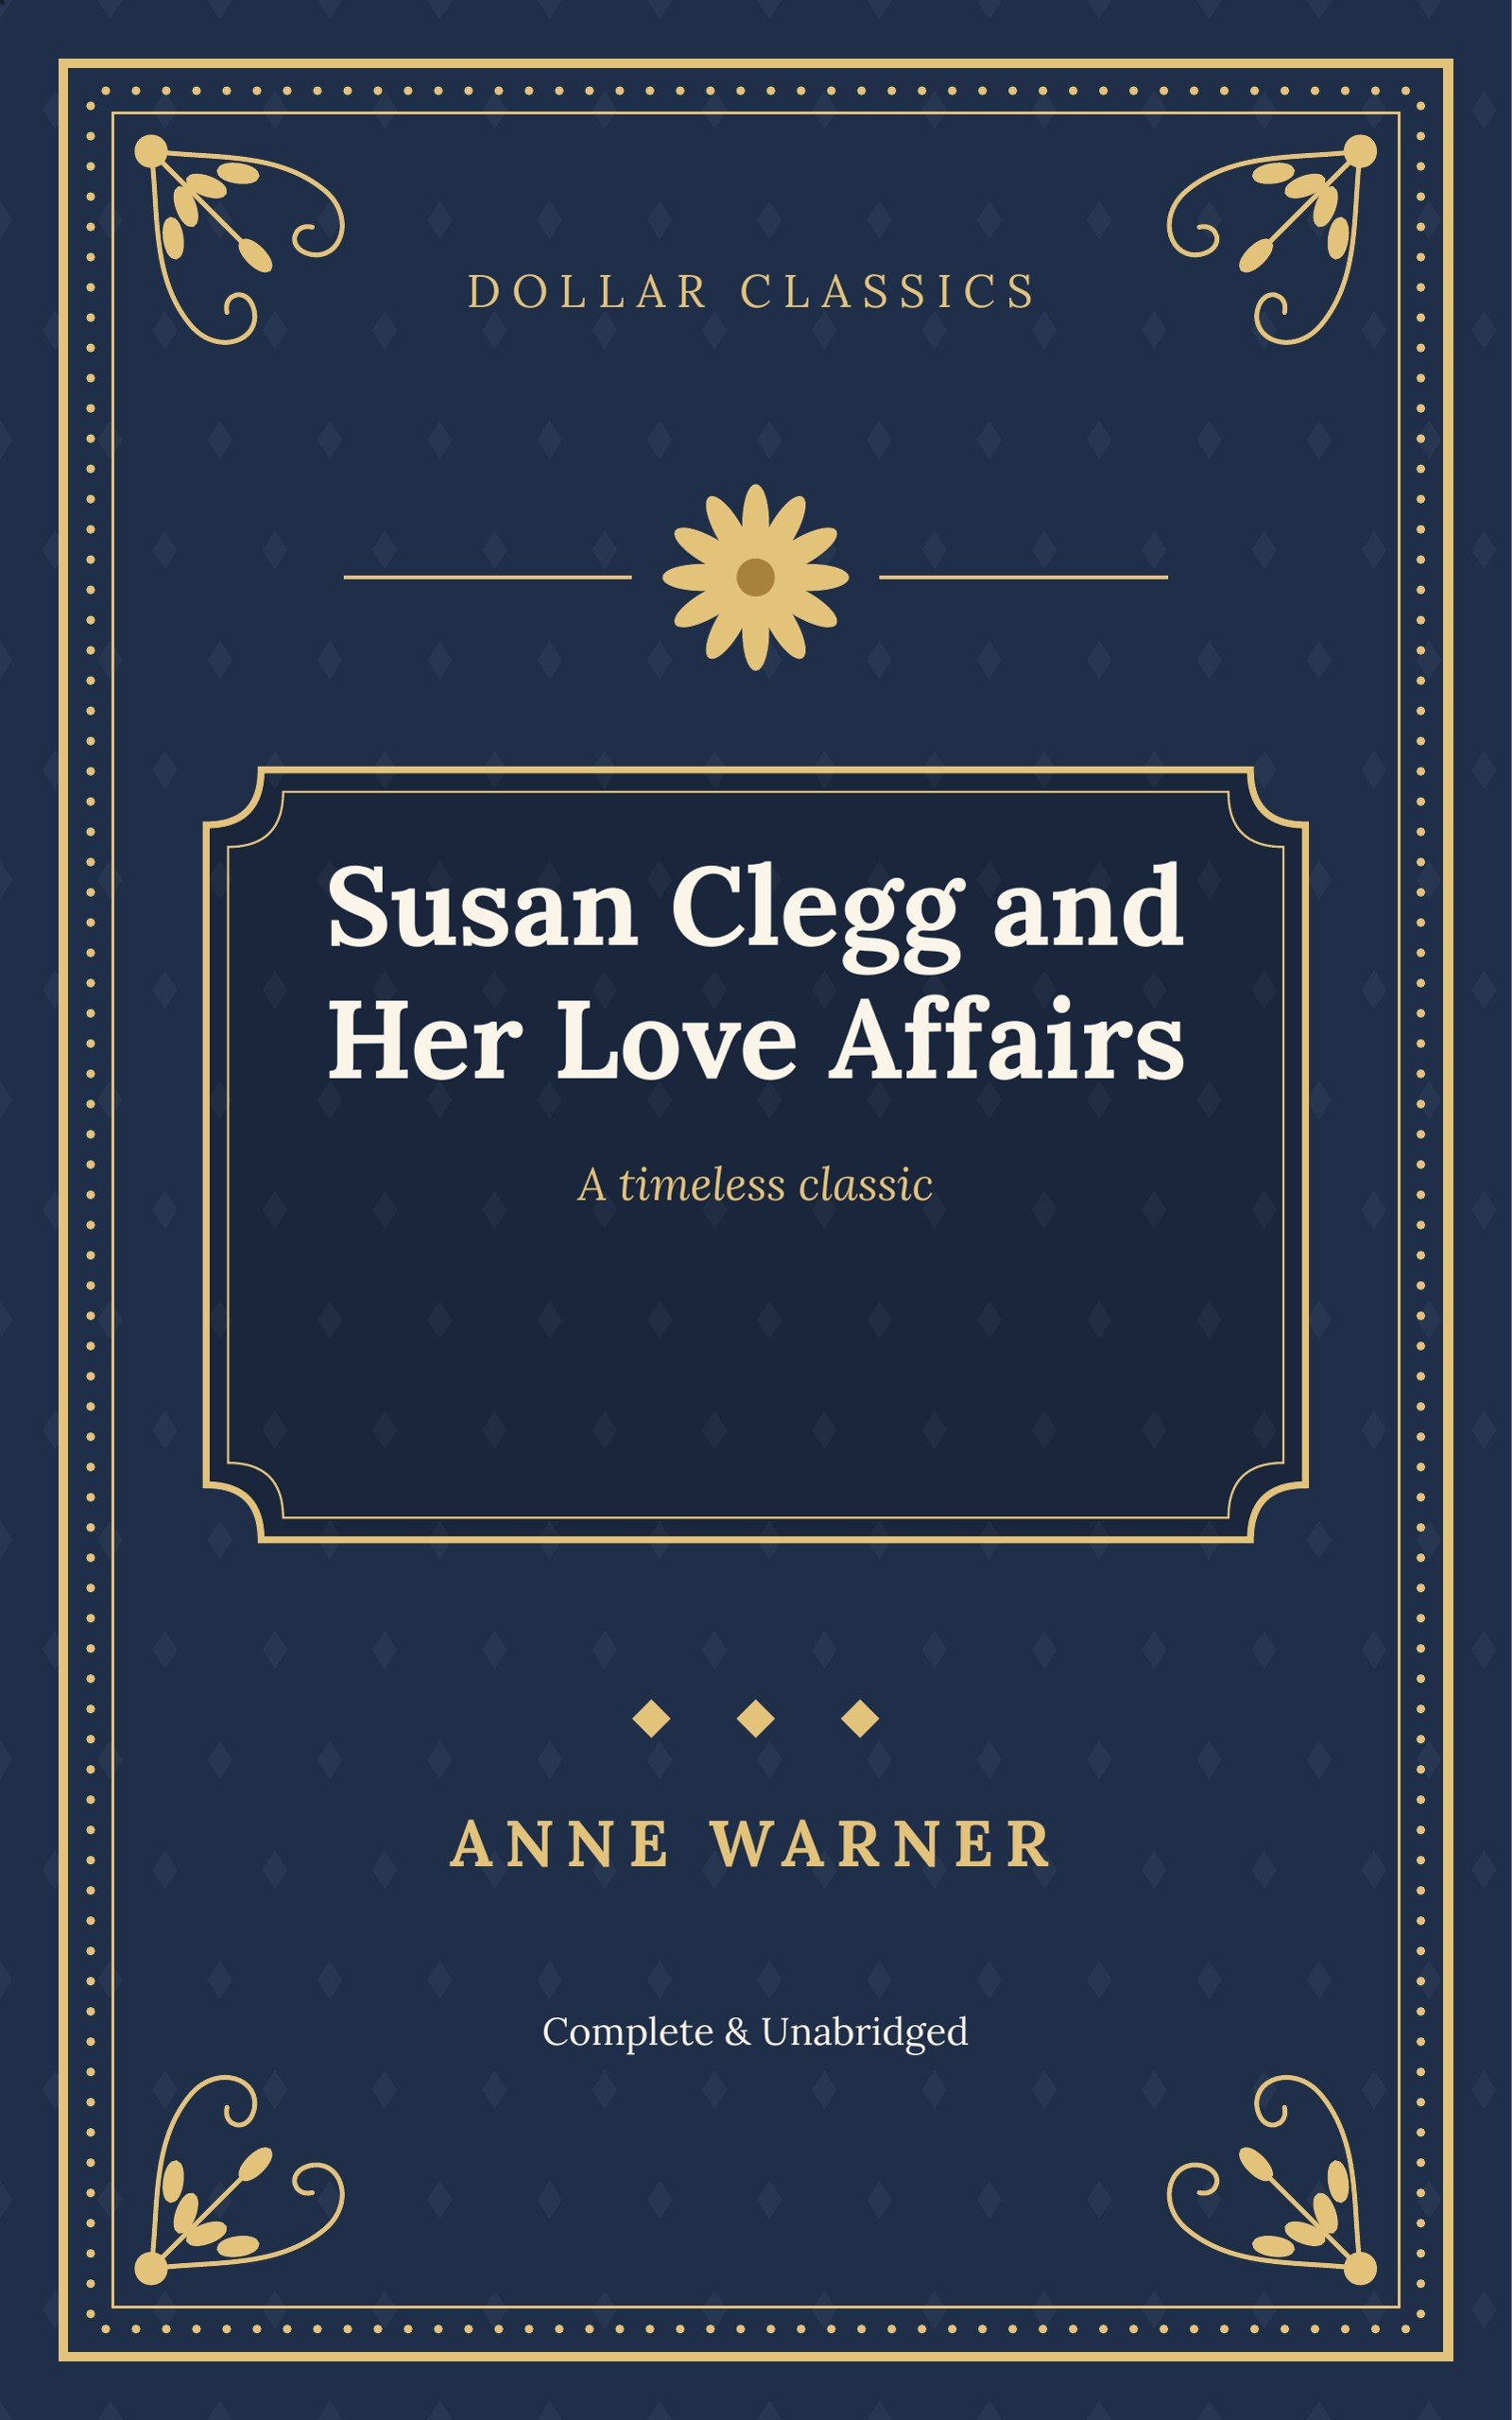 DOLLAR CLASSICS
Susan Clegg and
Her Love Affairs
A timeless classic
ANNE WARNER
Complete & Unabridged